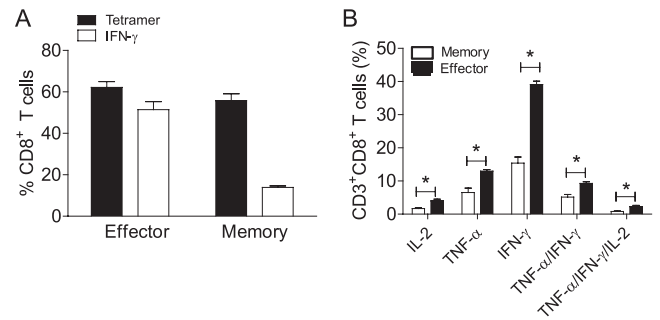 A
Tetramer
IFN-γ
% CD8⁺ T cells
80
60
40
20
0
Effector
Memory
B
Memory
Effector
CD3⁺CD8⁺ T cells (%)
50
40
30
20
10
0
*
*
*
*
*
IL-2
TNF-α
IFN-γ
TNF-α/IFN-γ
TNF-α/IFN-γ/IL-2